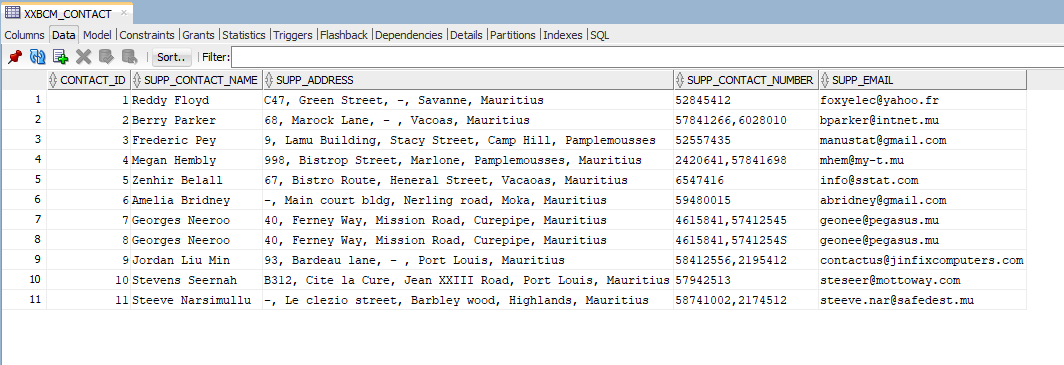 XXBCM_CONTACT
Columns Data Model Constraints Grants Statistics Triggers Flashback Dependencies Details Partitions Indexes SQL
Sort.. Filter:
CONTACT_ID SUPP_CONTACT_NAME SUPP_ADDRESS SUPP_CONTACT_NUMBER SUPP_EMAIL
1 1 Reddy Floyd C47, Green Street, -, Savanne, Mauritius 52845412 foxyelec@yahoo.fr
2 2 Berry Parker 68, Marock Lane, - , Vacoas, Mauritius 57841266,6028010 bparker@intnet.mu
3 3 Frederic Pey 9, Lamu Building, Stacy Street, Camp Hill, Pamplemousses 52557435 manustat@gmail.com
4 4 Megan Hembly 998, Bistrop Street, Marlone, Pamplemousses, Mauritius 2420641,57841698 mhem@my-t.mu
5 5 Zenhir Belall 67, Bistro Route, Heneral Street, Vacaoas, Mauritius 6547416 info@sstat.com
6 6 Amelia Bridney -, Main court bldg, Nerling road, Moka, Mauritius 59480015 abridney@gmail.com
7 7 Georges Neeroo 40, Ferney Way, Mission Road, Curepipe, Mauritius 4615841,57412545 geonee@pegasus.mu
8 8 Georges Neeroo 40, Ferney Way, Mission Road, Curepipe, Mauritius 4615841,5741254S geonee@pegasus.mu
9 9 Jordan Liu Min 93, Bardeau lane, - , Port Louis, Mauritius 58412556,2195412 contactus@jinfixcomputers.com
10 10 Stevens Seernah B312, Cite la Cure, Jean XXIII Road, Port Louis, Mauritius 57942513 steseer@mottoway.com
11 11 Steeve Narsimullu -, Le clezio street, Barbley wood, Highlands, Mauritius 58741002,2174512 steeve.nar@safedest.mu